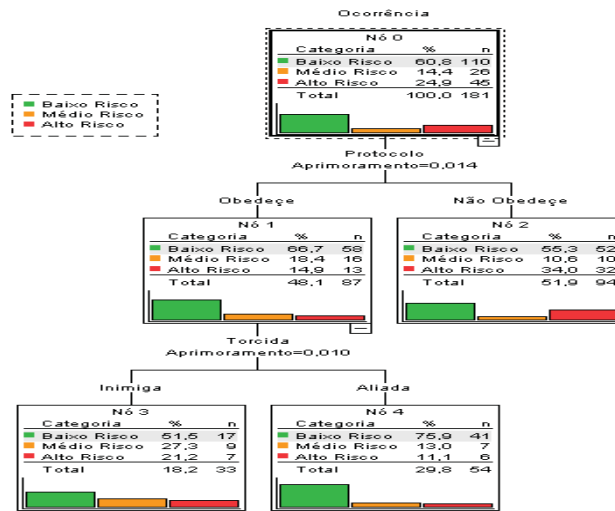 Ocorrência
Nó 0
Categoria % n
Baixo Risco 60,8 110
Médio Risco 14,4 26
Alto Risco 24,9 45
Total 100,0 181
Baixo Risco
Médio Risco
Alto Risco
Protocolo
Aprimoramento=0,014
Obedeçe
Não Obedeçe
Nó 1
Categoria % n
Baixo Risco 66,7 58
Médio Risco 18,4 16
Alto Risco 14,9 13
Total 48,1 87
Nó 2
Categoria % n
Baixo Risco 55,3 52
Médio Risco 10,6 10
Alto Risco 34,0 32
Total 51,9 94
Torcida
Aprimoramento=0,010
Inimiga
Aliada
Nó 3
Categoria % n
Baixo Risco 51,5 17
Médio Risco 27,3 9
Alto Risco 21,2 7
Total 18,2 33
Nó 4
Categoria % n
Baixo Risco 75,9 41
Médio Risco 13,0 7
Alto Risco 11,1 6
Total 29,8 54